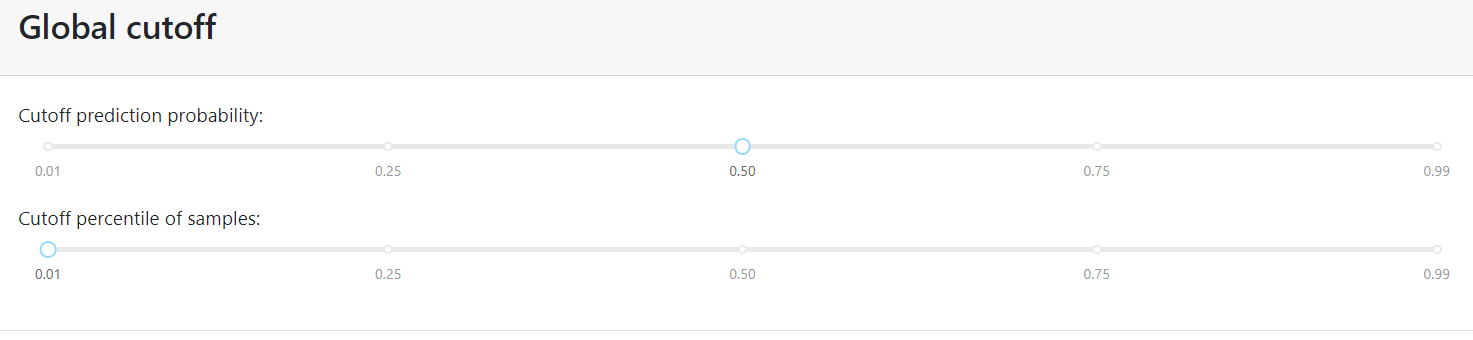 Global cutoff
Cutoff prediction probability:
0.01 0.25 0.50 0.75 0.99
Cutoff percentile of samples:
0.01 0.25 0.50 0.75 0.99